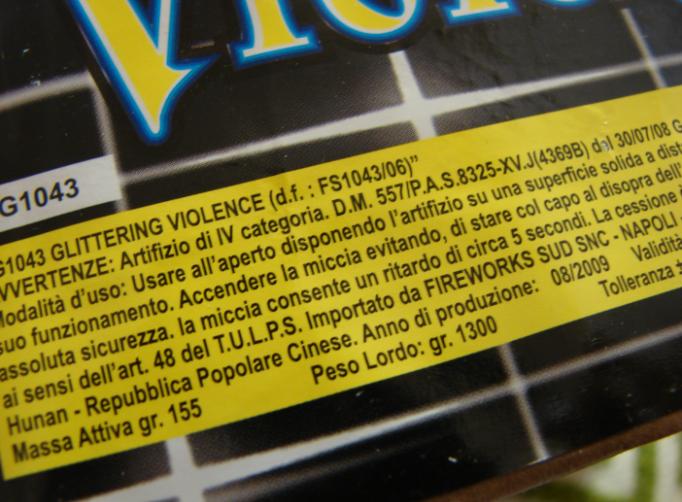 G1043
G1043 GLITTERING VIOLENCE (d.f. : FS1043/06)"
AVVERTENZE: Artifizio di IV categoria. D.M. 557/P.A.S.8325-XV.J(4369B) dal 30/07/08 G
Modalità d'uso: Usare all'aperto disponendo l'artifizio su una superficie solida a dist
suo funzionamento. Accendere la miccia evitando, di stare col capo al disopra dell'
assoluta sicurezza. la miccia consente un ritardo di circa 5 secondi. La cessione
ai sensi dell'art. 48 del T.U.L.P.S. Importato da FIREWORKS SUD SNC - NAPOLI -
Hunan - Repubblica Popolare Cinese. Anno di produzione: 08/2009 Validità
Massa Attiva gr. 155 Peso Lordo: gr. 1300 Tolleranza ±